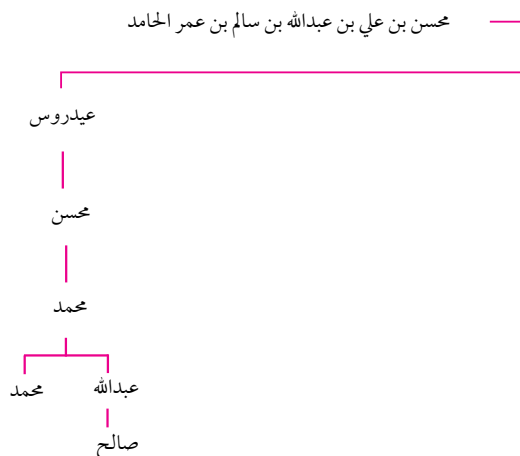 محسن بن علي بن عبدالله بن سالم بن عمر الحامد
عيدروس
محسن
محمد
عبدالله
محمد
صالح